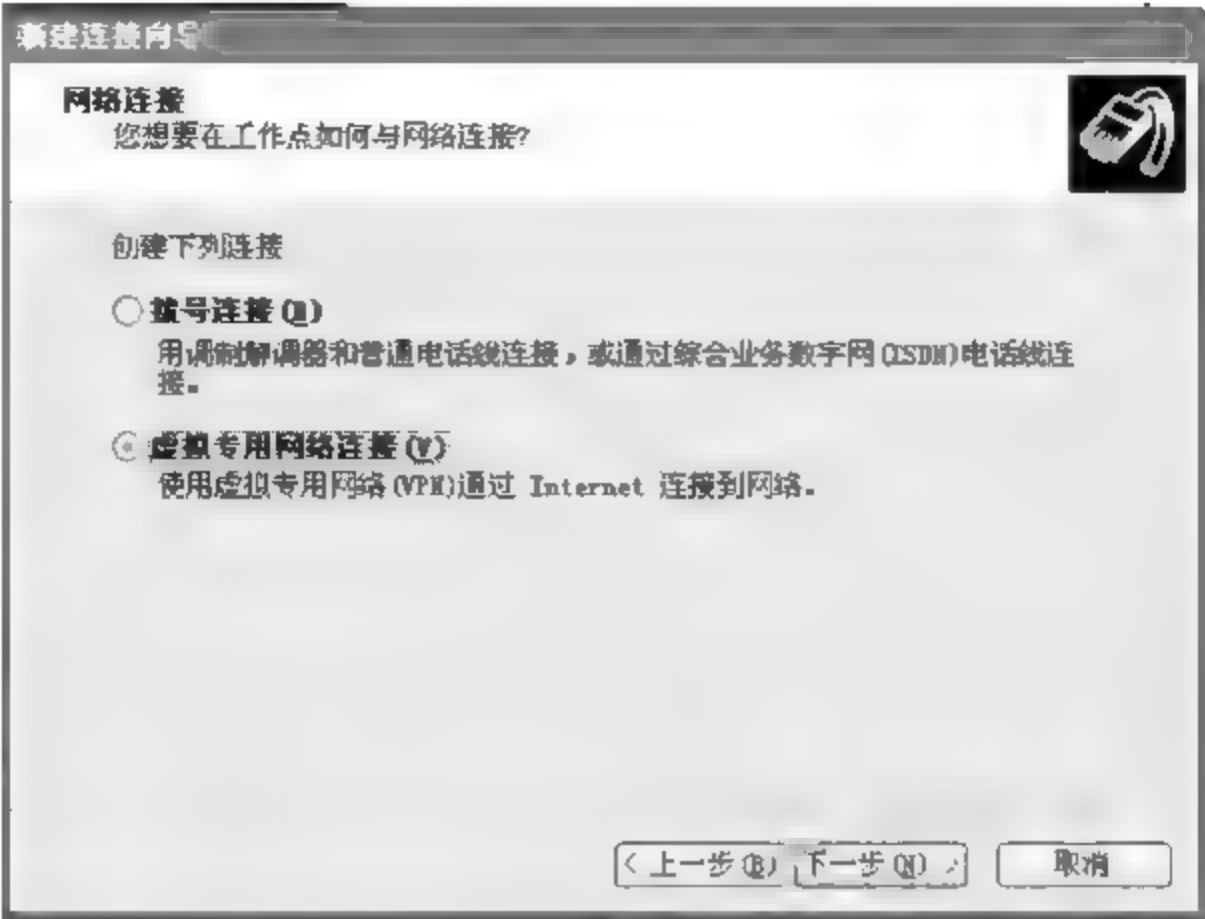 新建连接向导
网络连接
您想要在工作点如何与网络连接?
创建下列连接
拨号连接(D)
用调制解调器和普通电话线连接，或通过综合业务数字网(ISDN)电话线连
接。
虚拟专用网络连接(V)
使用虚拟专用网络(VPN)通过 Internet 连接到网络。
< 上一步(B) 下一步(N) > 取消